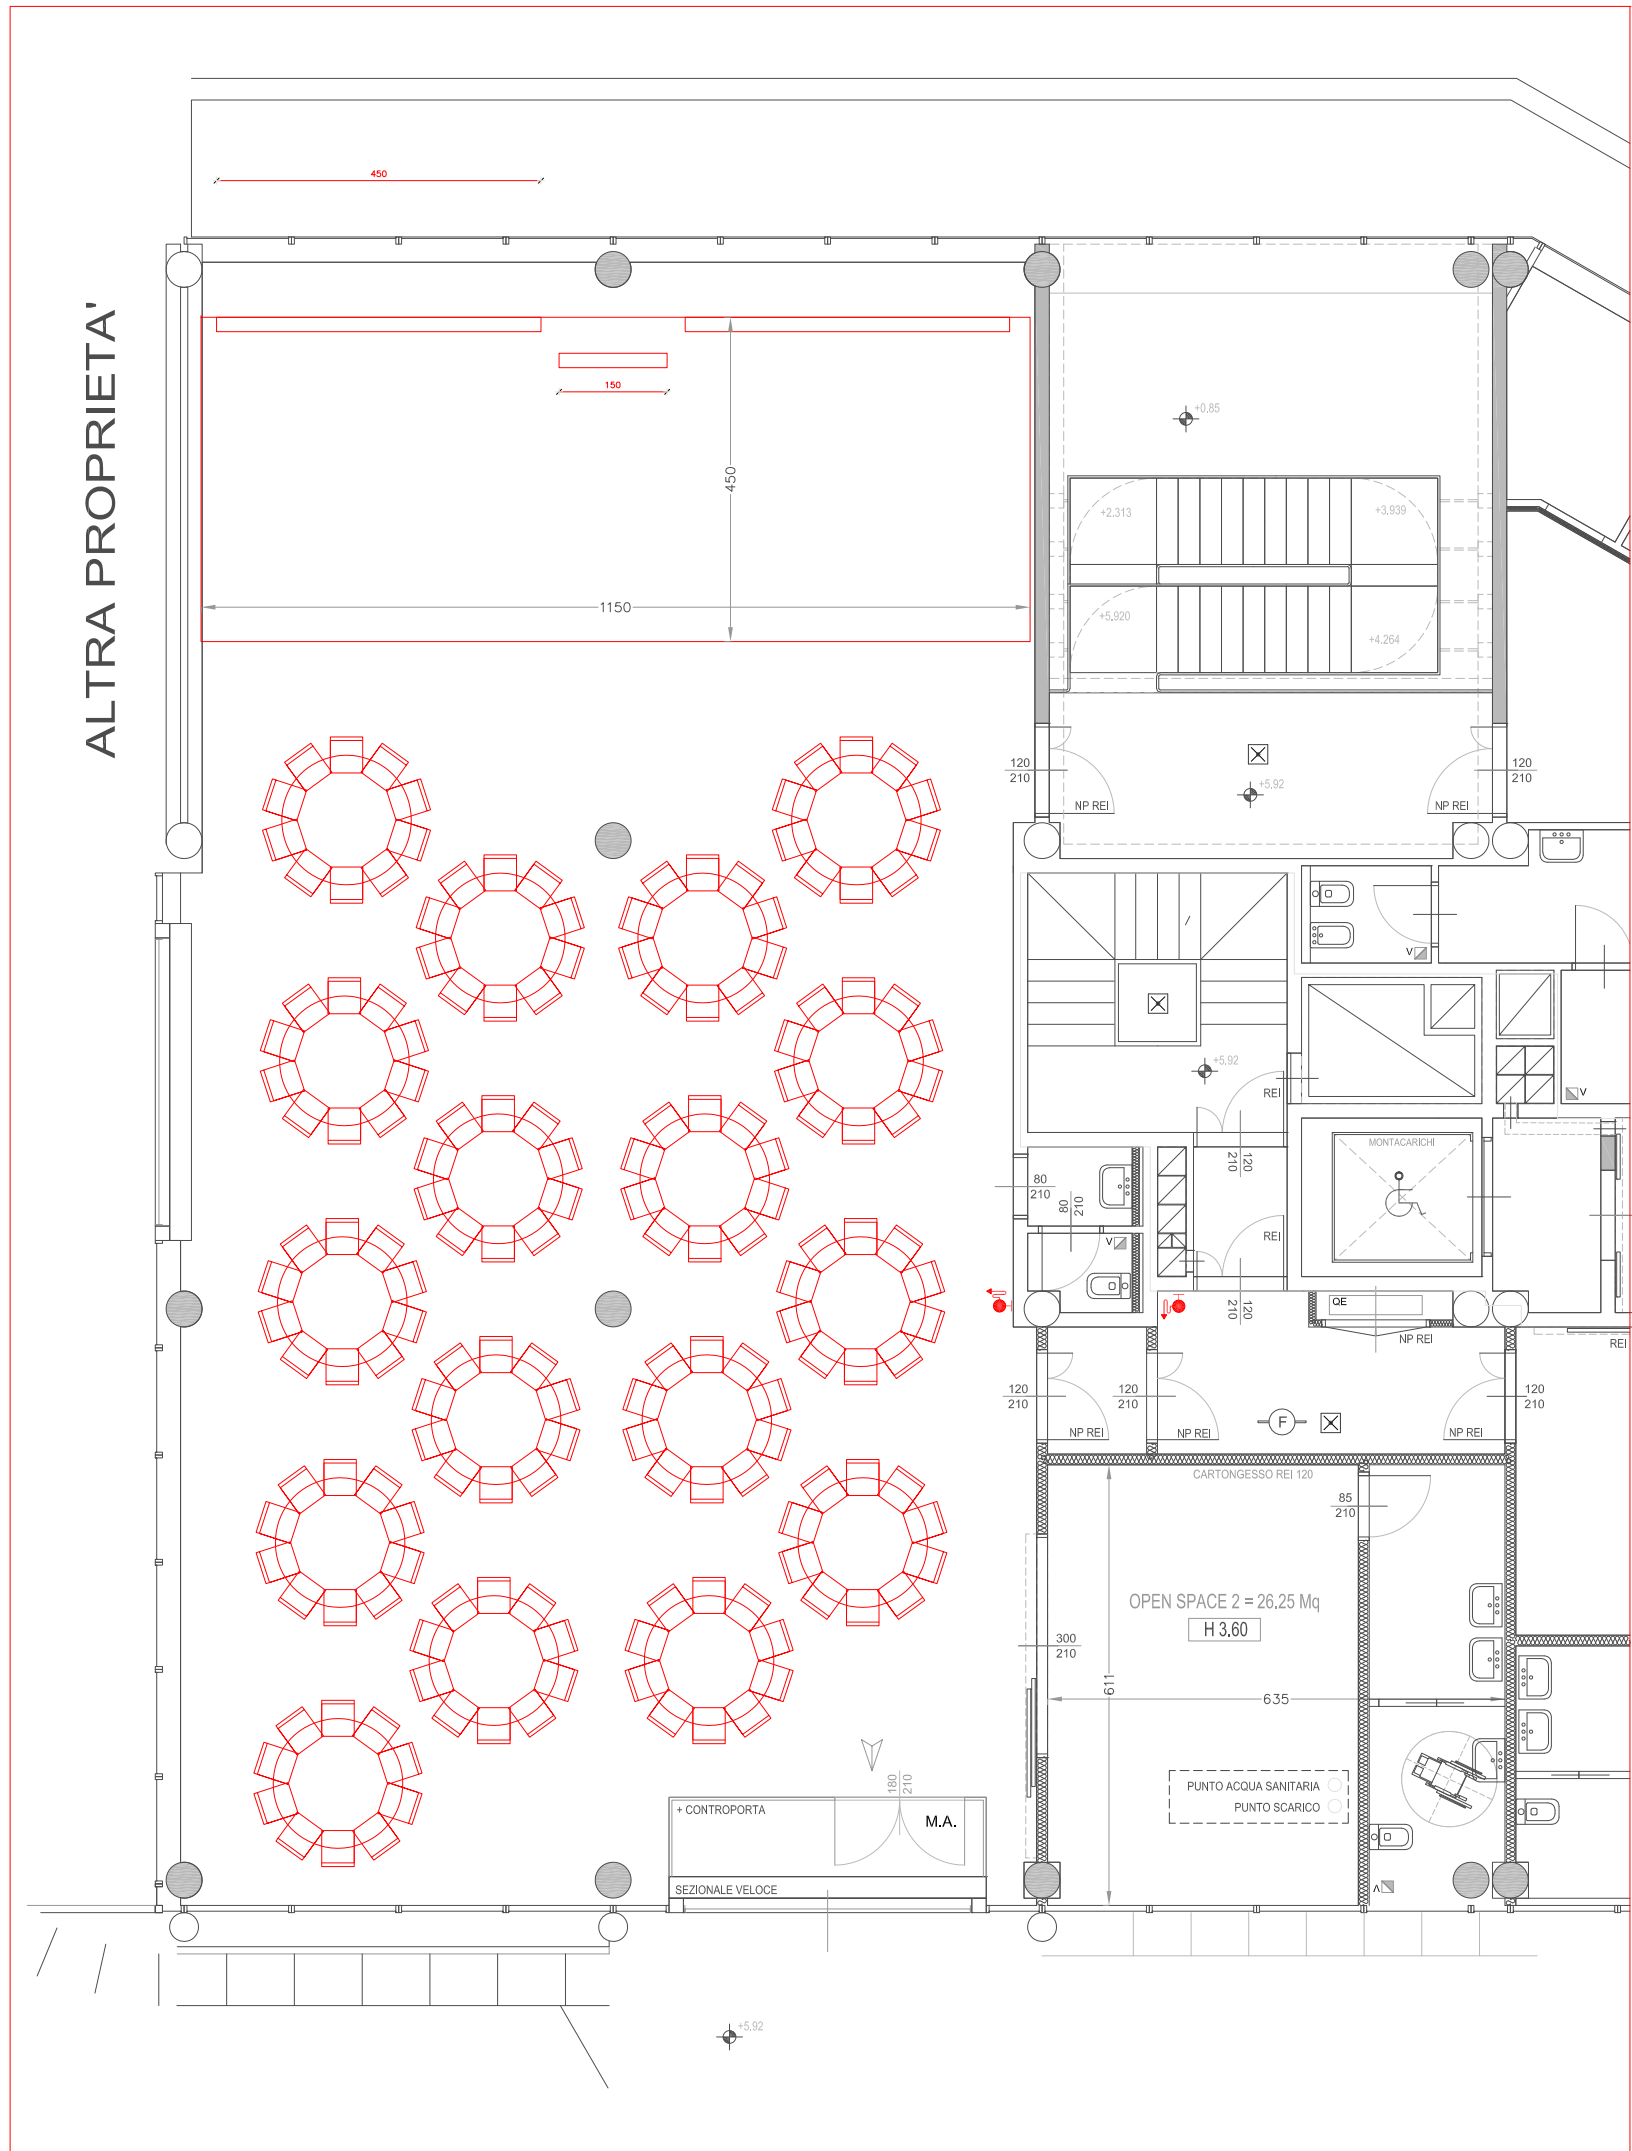 450
ALTRA PROPRIETA'
150
450
1150
+0.85
+2.313
+3.939
+5.920
+4.264
120
210
NP REI
+5.92
NP REI
120
210
V
+5.92
REI
V
MONTACARICHI
120
210
80
210
80
210
V
REI
120
210
QE
NP REI
REI
120
210
NP REI
120
210
NP REI
F
NP REI
120
210
CARTONGESSO REI 120
85
210
OPEN SPACE 2 = 26,25 Mq
H 3,60
300
210
611
635
180
210
+ CONTROPORTA
M.A.
PUNTO ACQUA SANITARIA
PUNTO SCARICO
SEZIONALE VELOCE
V
+5.92